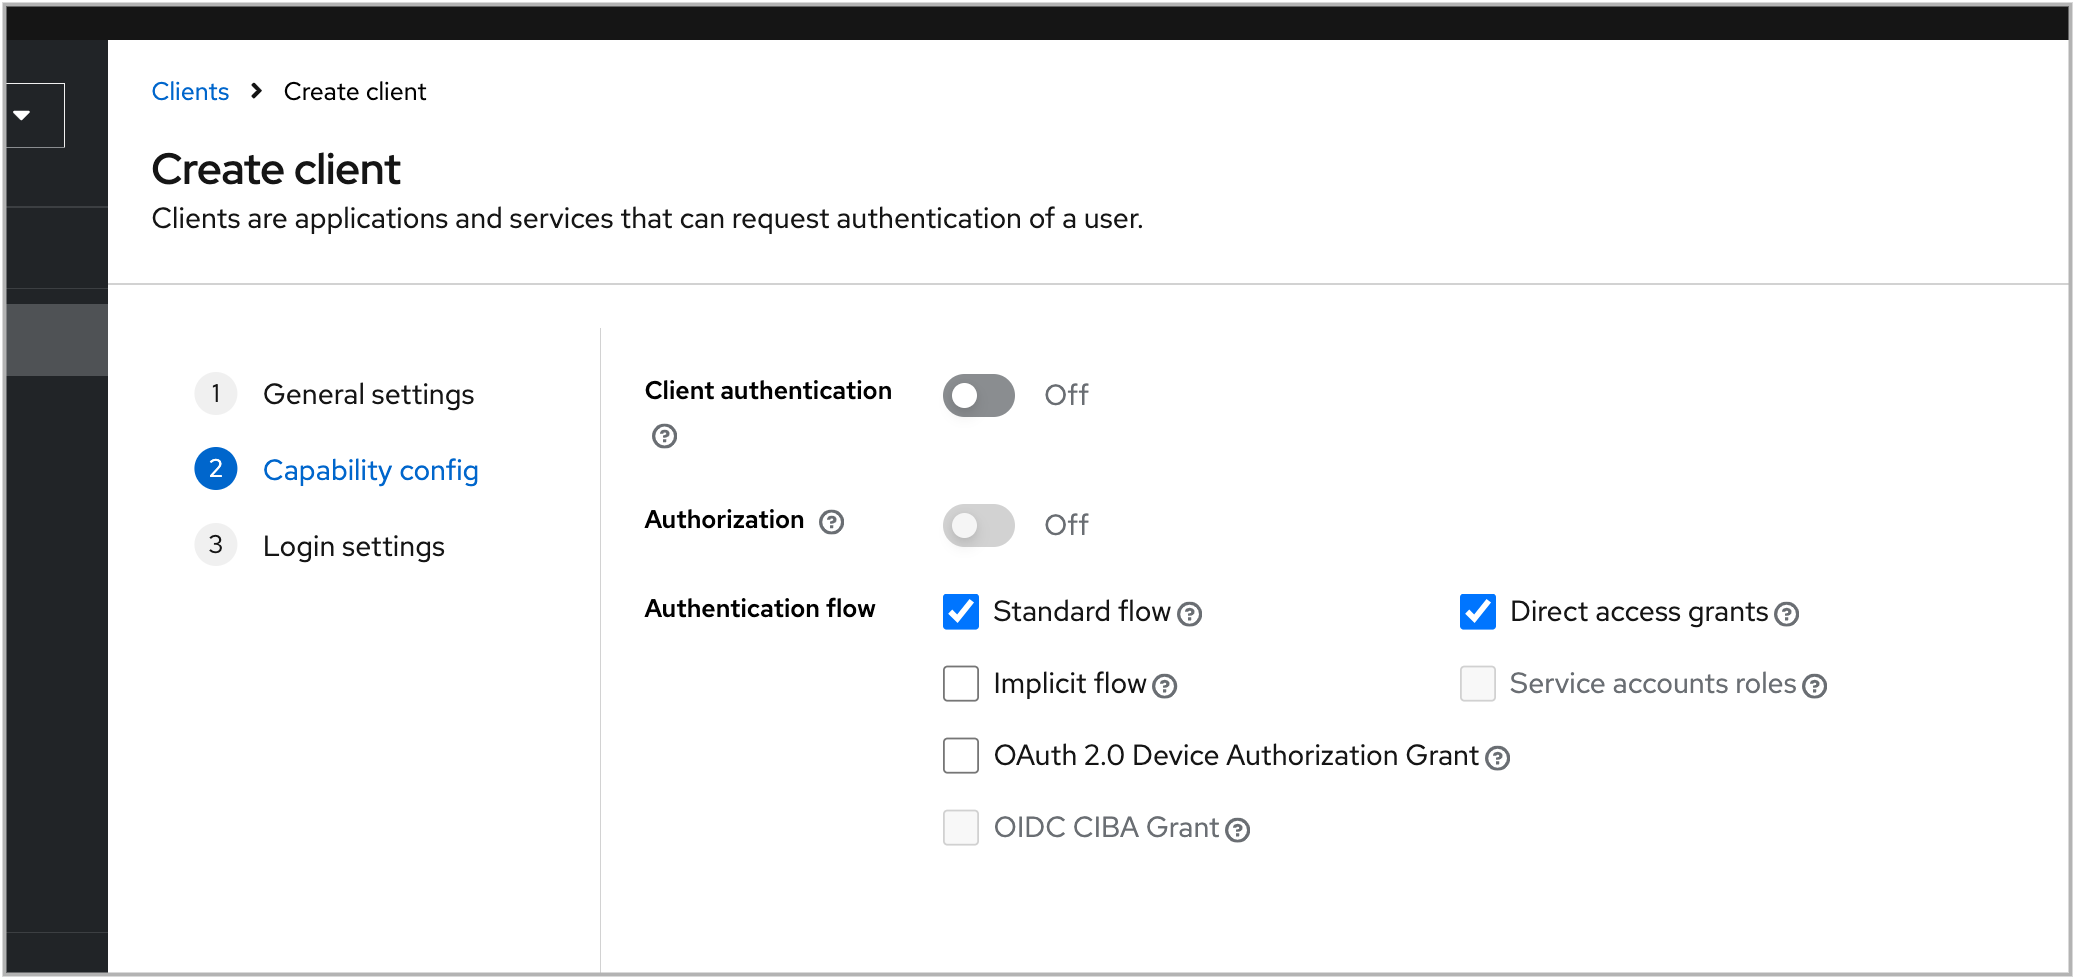 Clients > Create client
Create client
Clients are applications and services that can request authentication of a user.
1 General settings
2 Capability config
3 Login settings
Client authentication Off
Authorization Off
Authentication flow Standard flow Direct access grants
Implicit flow Service accounts roles
OAuth 2.0 Device Authorization Grant
OIDC CIBA Grant